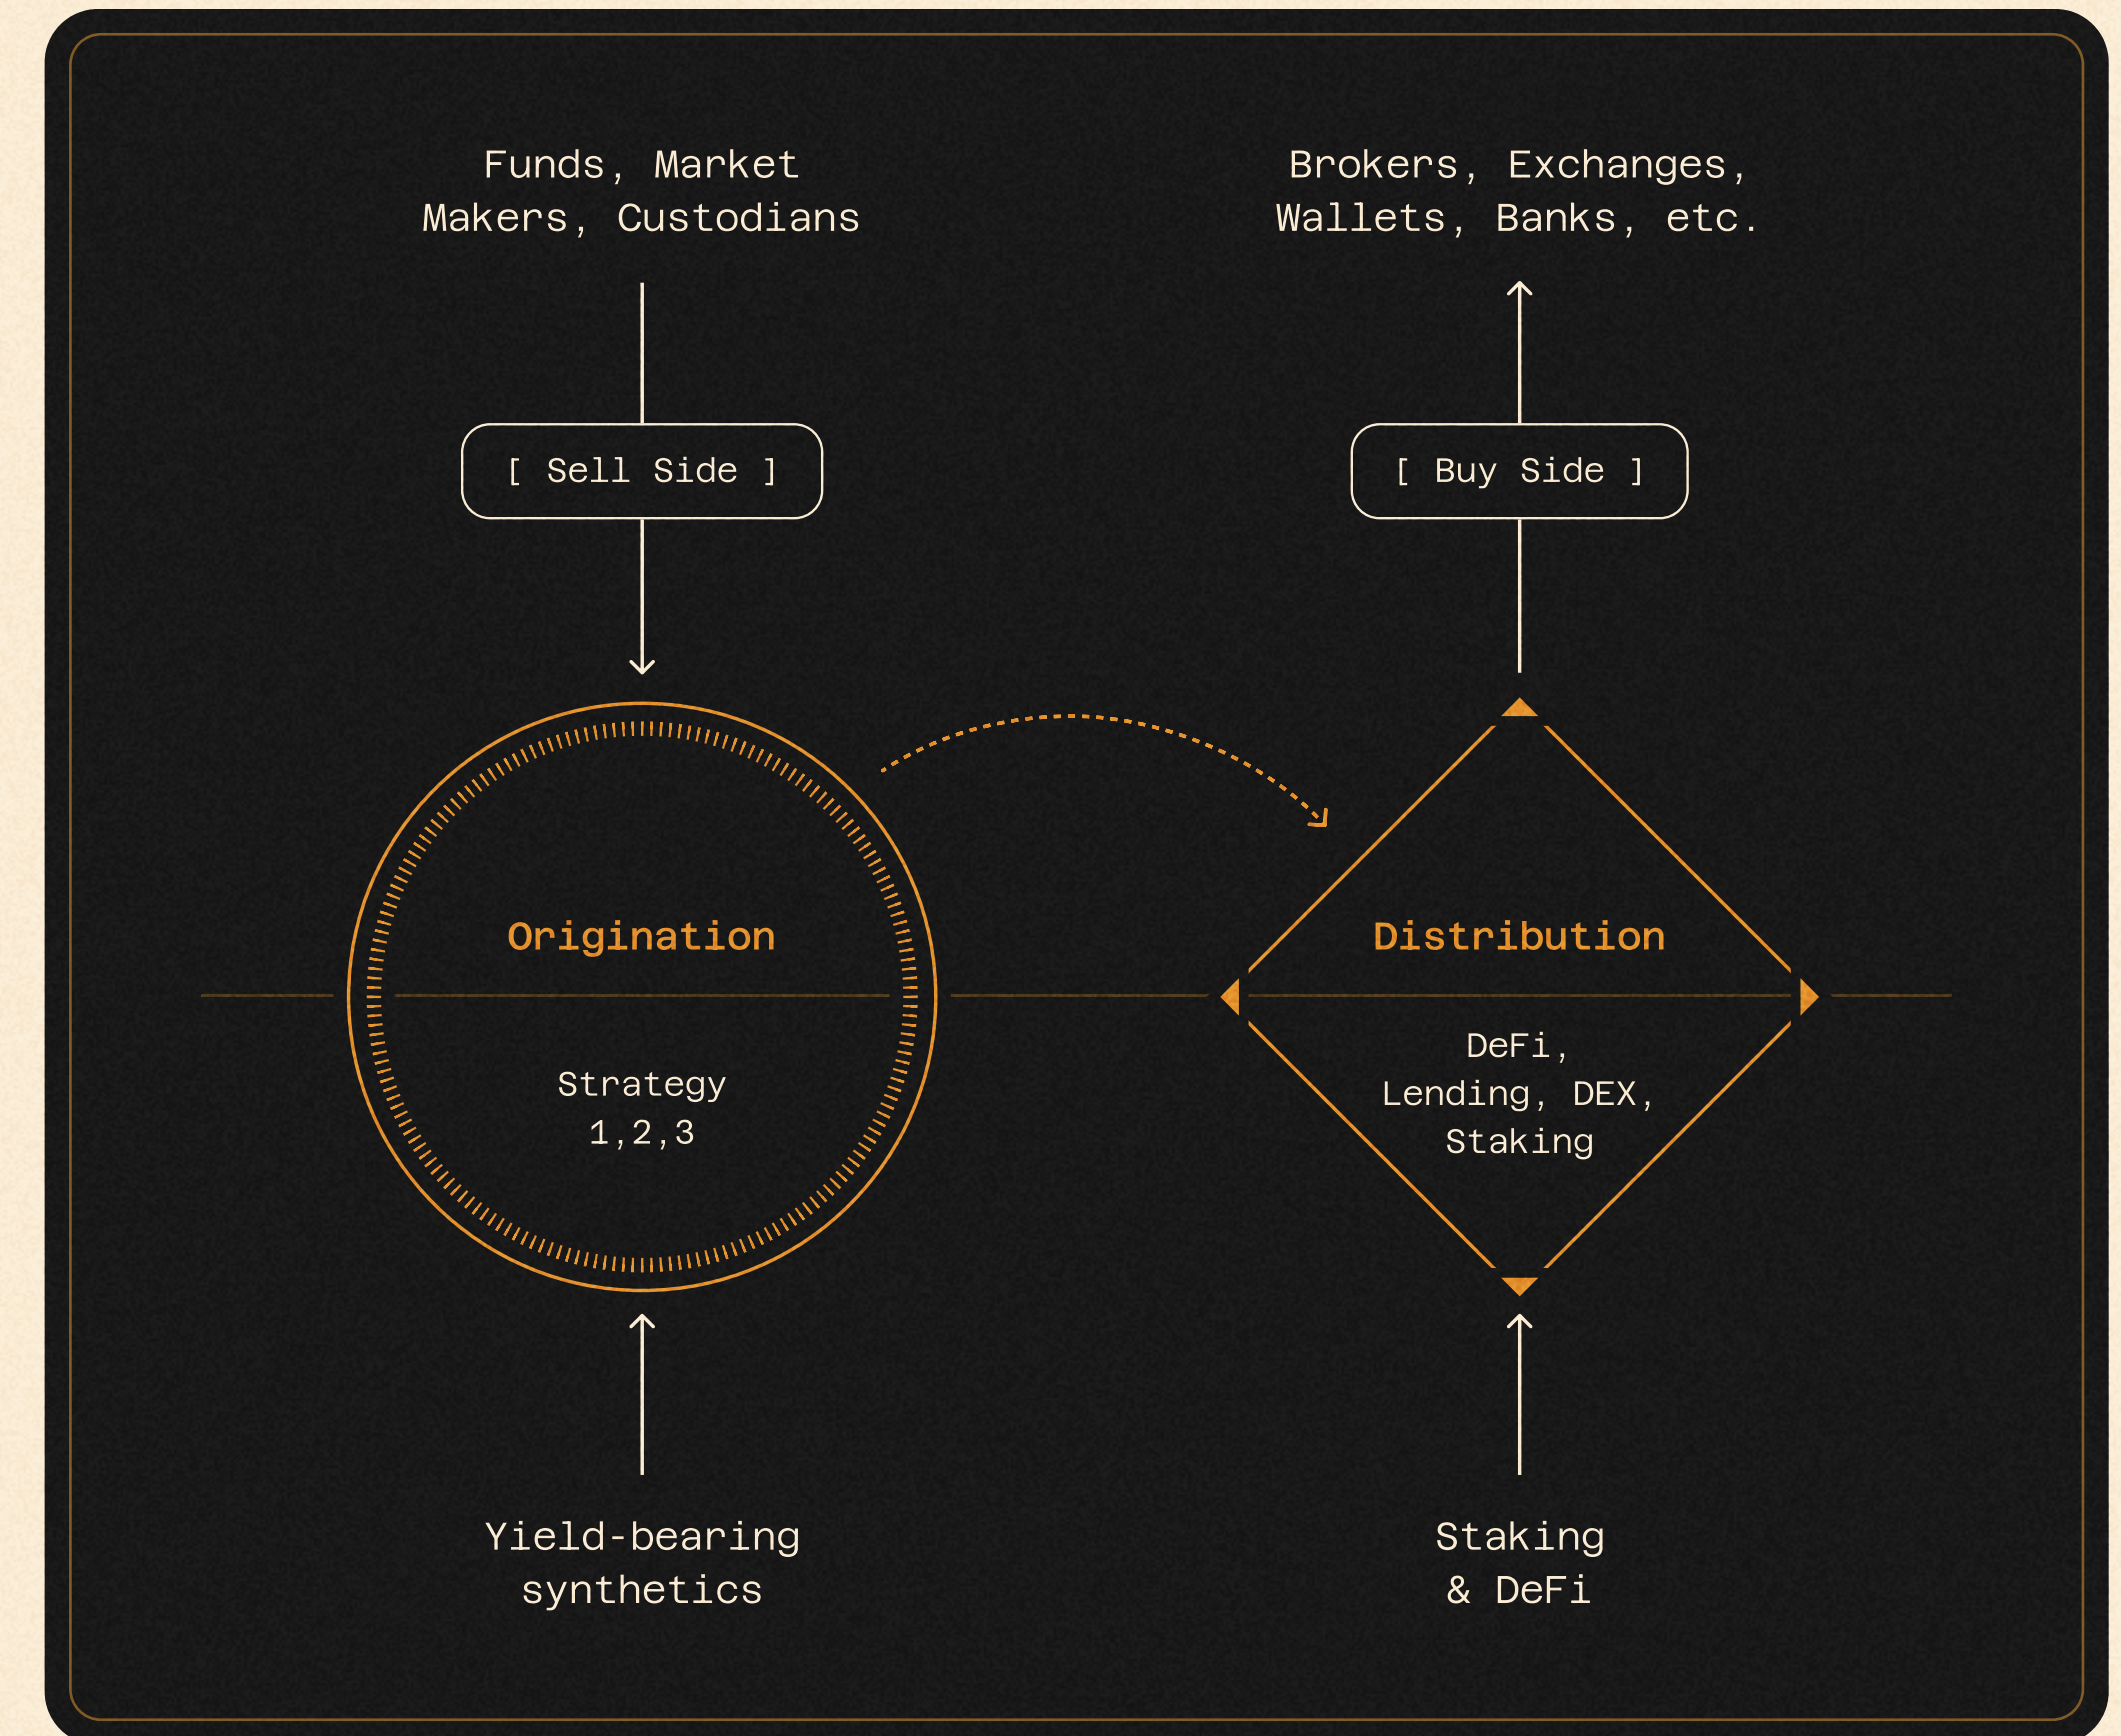 Funds, Market
Makers, Custodians
[ Sell Side ]
Origination
Strategy
1,2,3
Yield-bearing
synthetics
Brokers, Exchanges,
Wallets, Banks, etc.
[ Buy Side ]
Distribution
DeFi,
Lending, DEX,
Staking
Staking
& DeFi